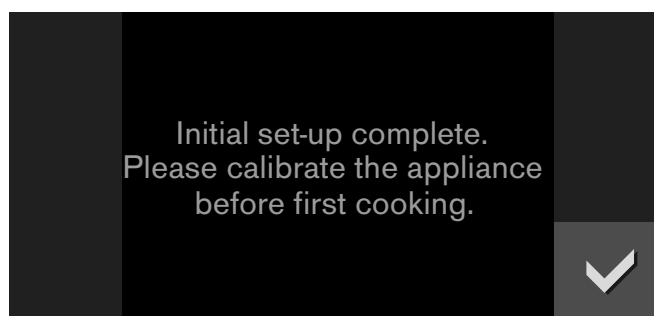 Initial set-up complete.
Please calibrate the appliance
before first cooking.